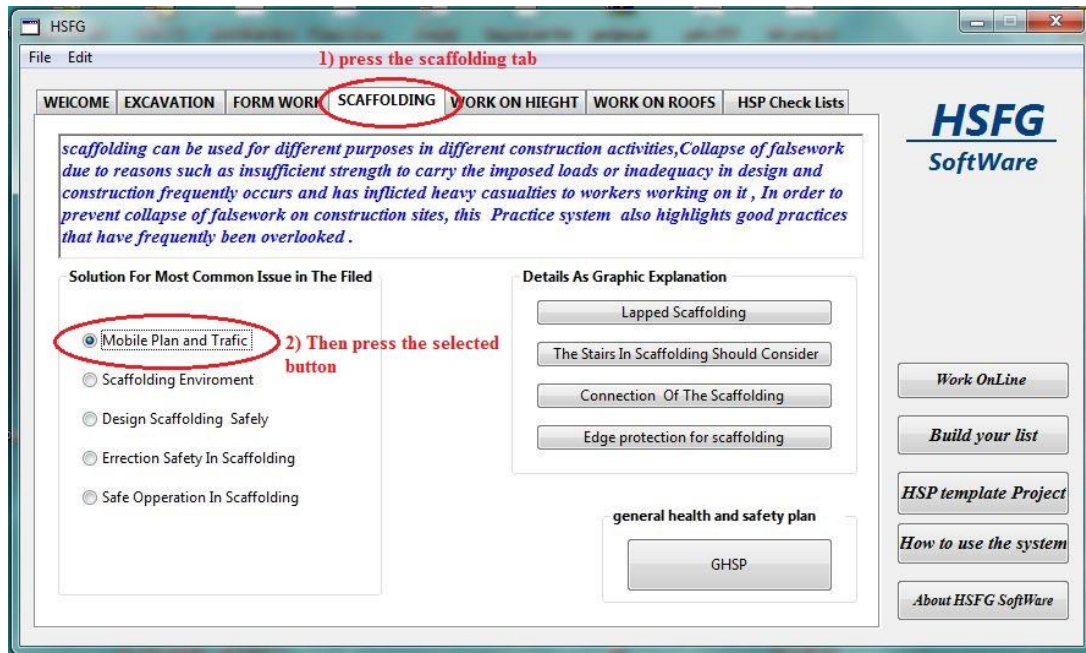 HSFG
File Edit
1) press the scaffolding tab
WElCOME EXCAVATION FORM WORK SCAFFOLDING WORK ON HIEGHT WORK ON ROOFS HSP Check Lists
HSFG
SoftWare
scaffolding can be used for different purposes in different construction activities,Collapse of falsework
due to reasons such as insufficient strength to carry the imposed loads or inadequacy in design and
construction frequently occurs and has inflicted heavy casualties to workers working on it , In order to
prevent collapse of falsework on construction sites, this Practice system also highlights good practices
that have frequently been overlooked .
Solution For Most Common Issue in The Filed
Mobile Plan and Trafic
2) Then press the selected
button
Scaffolding Enviroment
Design Scaffolding Safely
Errection Safety In Scaffolding
Safe Opperation In Scaffolding
Details As Graphic Explanation
Lapped Scaffolding
The Stairs In Scaffolding Should Consider
Connection Of The Scaffolding
Edge protection for scaffolding
general health and safety plan
GHSP
Work OnLine
Build your list
HSP template Project
How to use the system
About HSFG SoftWare